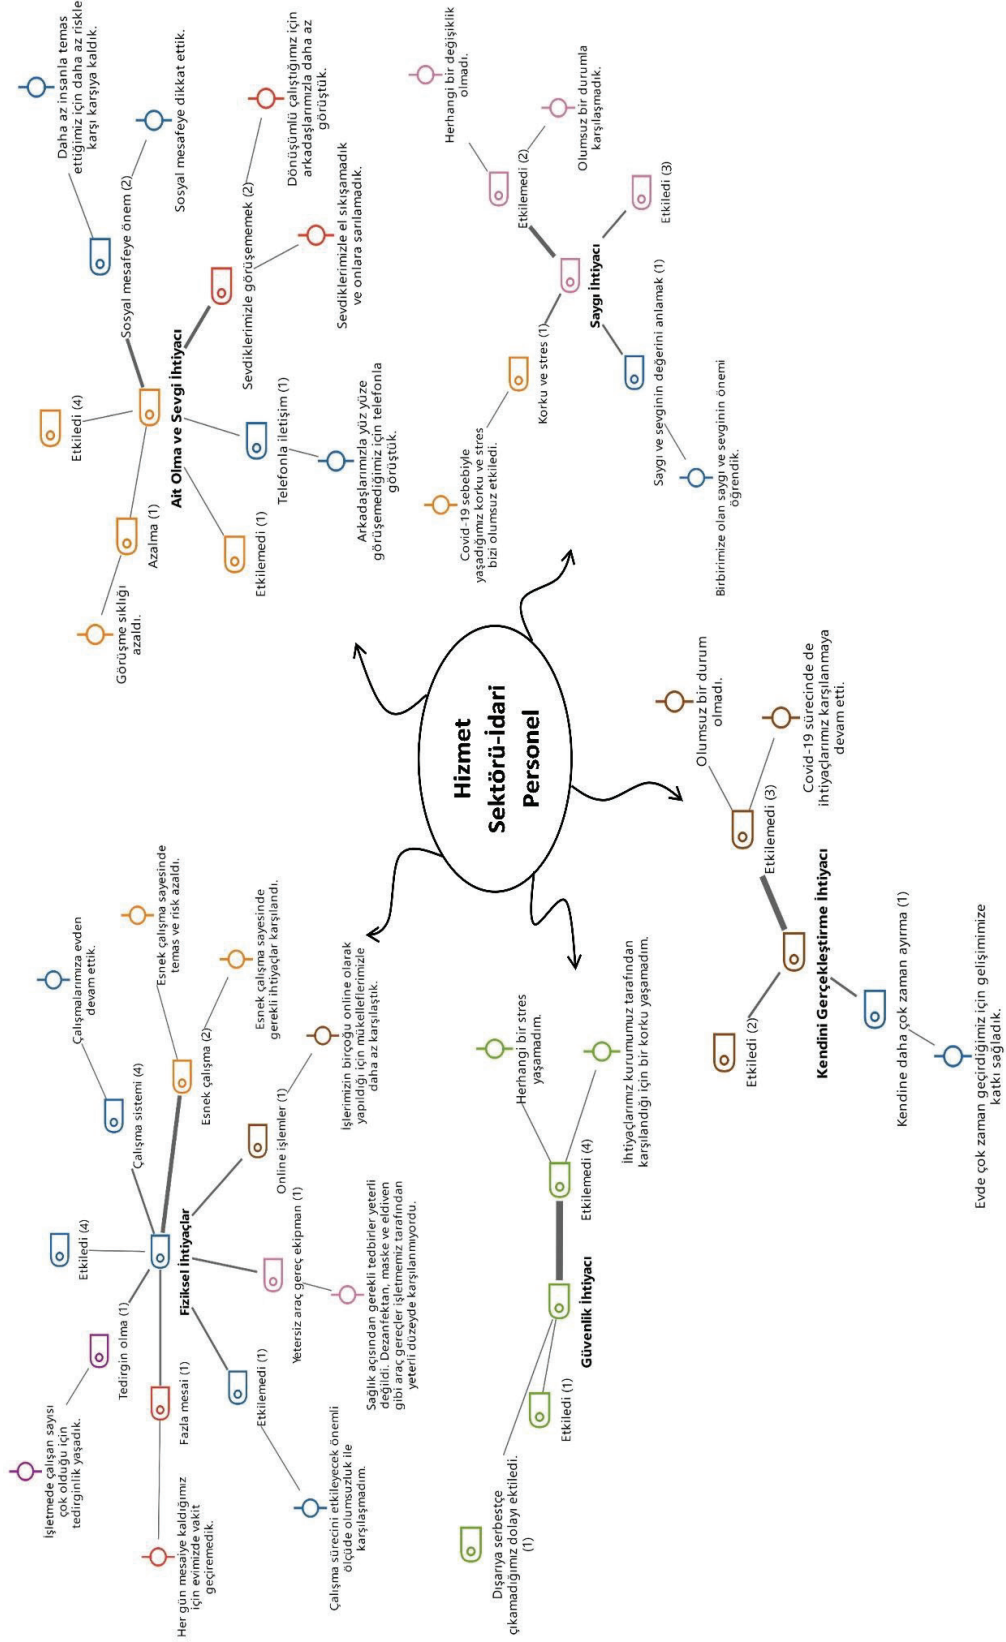 Hizmet
Sektörü-idari
Personel
İşletmede çalışan sayısı
çok olduğu için
tedirginlik yaşadık.
Tedirgin olma (1)
Etkiledi (4)
Çalışmalarımıza evden
devam ettik.
Çalışma sistemi (4)
Esnek çalışma sayesinde
temas ve risk azaldı.
Esnek çalışma (2)
Esnek çalışma sayesinde
gerekli ihtiyaçlar karşılandı.
Her gün mesaiye kaldığımız
için evimizde vakit
geçiremedik.
Fazla mesai (1)
Fiziksel İhtiyaçlar
Online işlemler (1)
İşlerimizin birçoğu online olarak
yapıldığı için mükelleflerimizle
daha az karşılaştık.
Etkilemedi (1)
Çalışma sürecini etkileyecek önemli
ölçüde olumsuzluk ile
karşılaşmadım.
Yetersiz araç gereç ekipman (1)
Sağlık açısından gerekli tedbirler yeterli
değildi. Dezanfektan, maske ve eldiven
gibi araç gereçler işletmemiz tarafından
yeterli düzeyde karşılanmıyordu.
Görüşme sıklığı
azaldı.
Azalma (1)
Etkiledi (4)
Daha az insanla temas
ettiğimiz için daha az riskle
karşı karşıya kaldık.
Sosyal mesafeye önem (2)
Sosyal mesafeye dikkat ettik.
Ait Olma ve Sevgi İhtiyacı
Sevdiklerimizle görüşememek (2)
Dönüşümlü çalıştığımız için
arkadaşlarımızla daha az
görüştük.
Sevdiklerimizle el sıkışamadık
ve onlara sarılamadık.
Etkilemedi (1)
Telefonla iletişim (1)
Arkadaşlarımızla yüz yüze
görüşemediğimiz için telefonla
görüştük.
Dışarıya serbestçe
çıkamadığımız dolayı ektiledi.
(1)
Etkiledi (1)
Güvenlik İhtiyacı
Etkilemedi (4)
Herhangi bir stres
yaşamadım.
İhtiyaçlarımız kurumumuz tarafından
karşılandığı için bir korku yaşamadım.
Covid-19 sebebiyle
yaşadığımız korku ve stres
bizi olumsuz etkiledi.
Korku ve stres (1)
Herhangi bir değişiklik
olmadı.
Etkilemedi (2)
Olumsuz bir durumla
karşılaşmadık.
Saygı İhtiyacı
Etkiledi (3)
Saygı ve sevginin değerini anlamak (1)
Birbirimize olan saygı ve sevginin önemi
öğrendik.
Etkiledi (2)
Kendini Gerçekleştirme İhtiyacı
Etkilemedi (3)
Olumsuz bir durum
olmadı.
Covid-19 sürecinde de
ihtiyaçlarımız karşılanmaya
devam etti.
Kendine daha çok zaman ayırma (1)
Evde çok zaman geçirdiğimiz için gelişimimize
katkı sağladık.